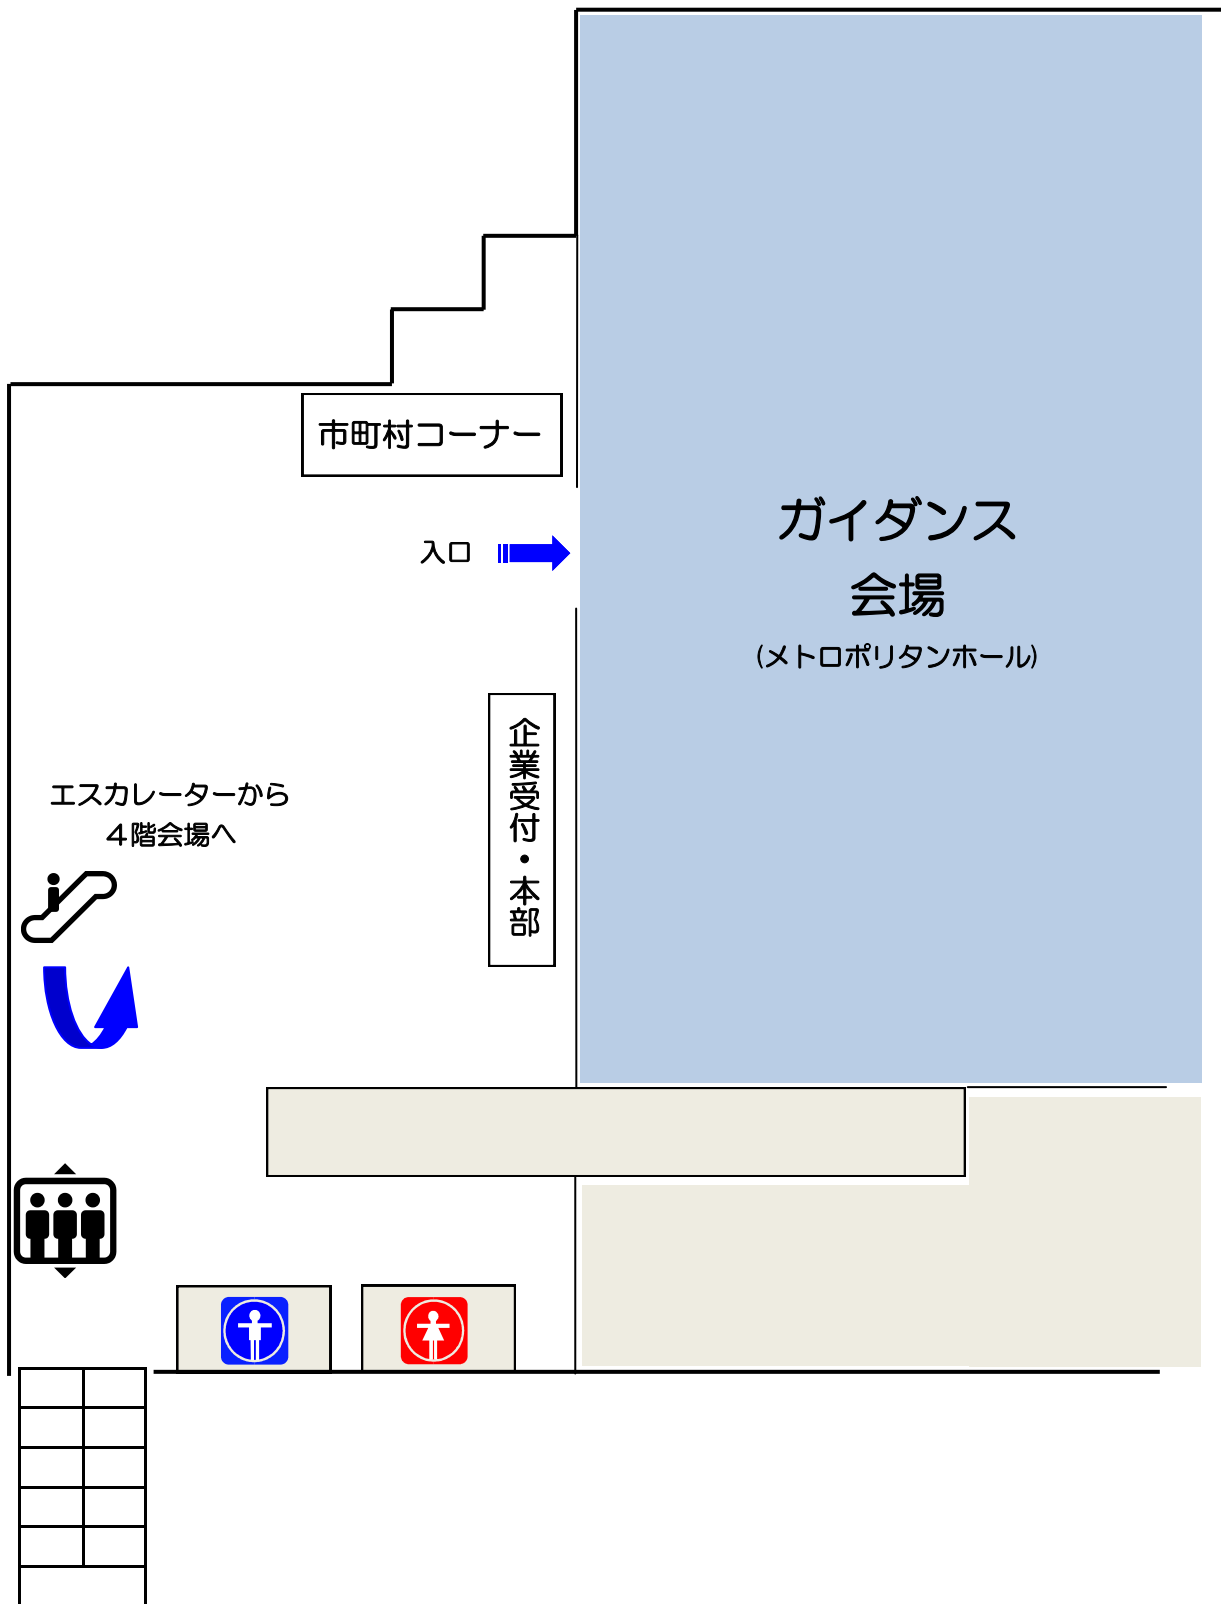 市町村コーナー
入口
ガイダンス
会場
(メトロポリタンホール)
企業受付・本部
エスカレーターから
４階会場へ